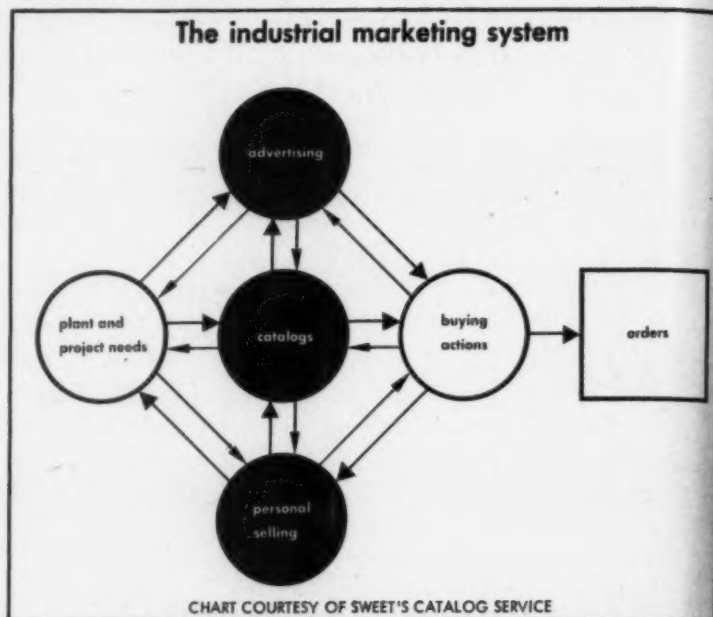 The industrial marketing system
advertising
plant and
project needs
catalogs
buying
actions
orders
personal
selling
CHART COURTESY OF SWEET'S CATALOG SERVICE